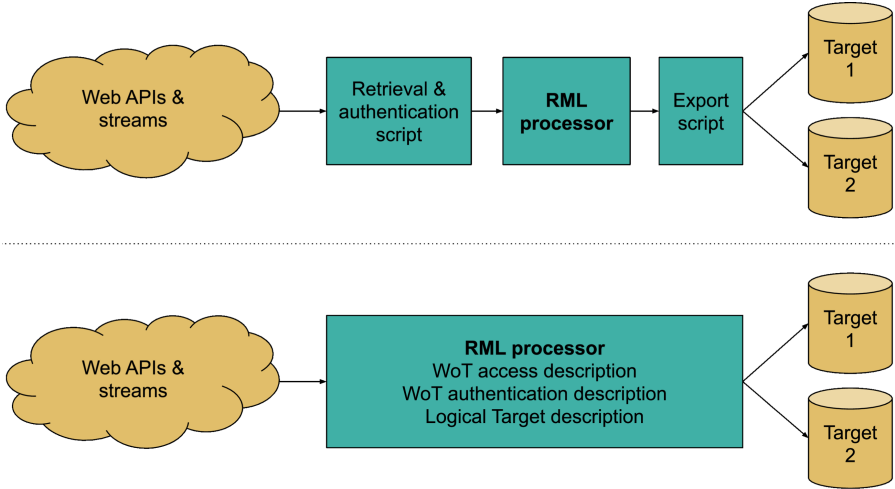 Web APIs &
streams
Retrieval &
authentication
script
RML
processor
Export
script
Target
1
Target
2
Web APIs &
streams
RML processor
WoT access description
WoT authentication description
Logical Target description
Target
1
Target
2